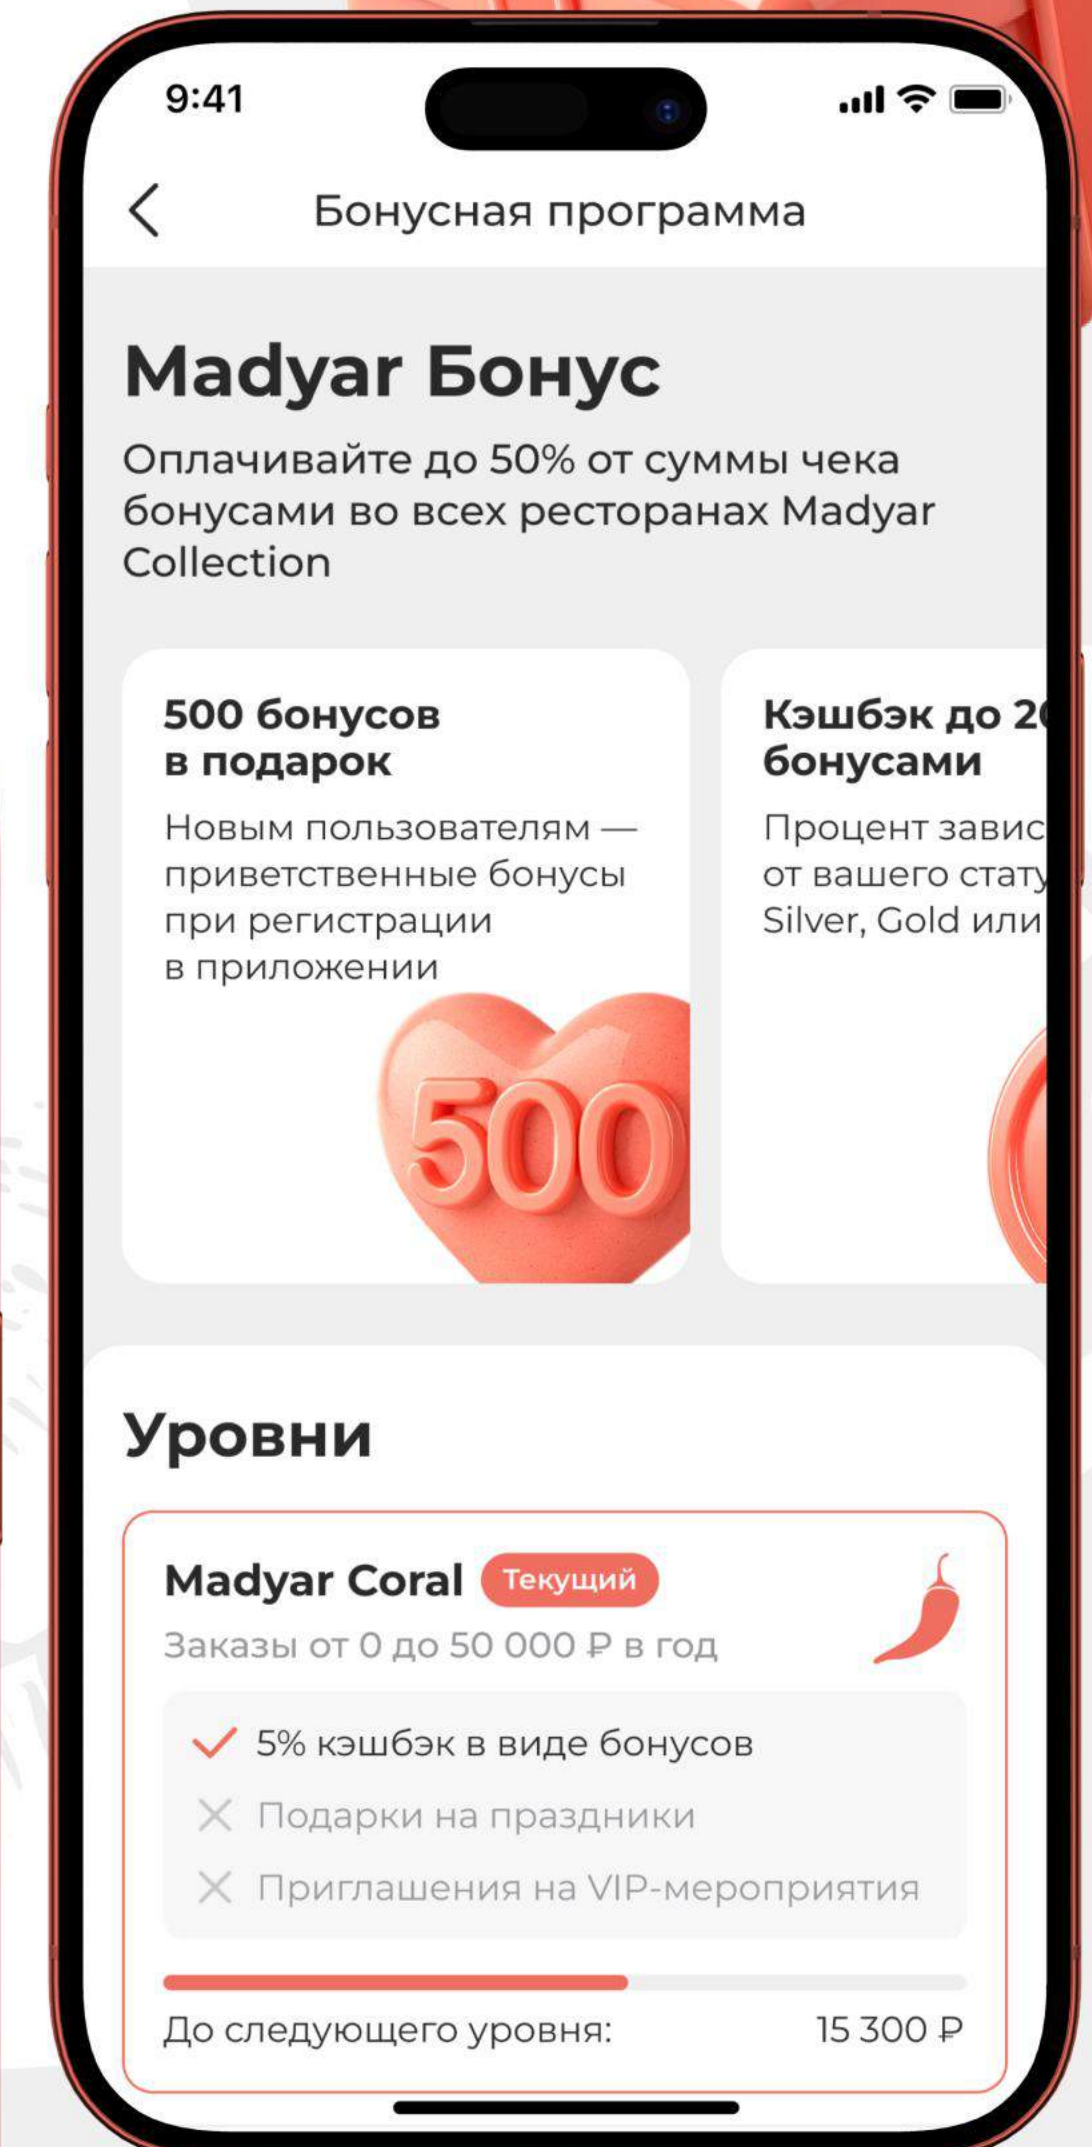 9:41
Бонусная программа
Madyar Бонус
Оплачивайте до 50% от суммы чека
бонусами во всех ресторанах Madyar
Collection
500 бонусов
в подарок
Новым пользователям —
приветственные бонусы
при регистрации
в приложении
500
Кэшбэк до
бонусами
Процент
от вашего
Silver, Gold или
Уровни
Madyar Coral Текущий
Заказы от 0 до 50 000 ₽ в год
5% кэшбэк в виде бонусов
Подарки на праздники
Приглашения на VIP-мероприятия
До следующего уровня: 15 300 ₽